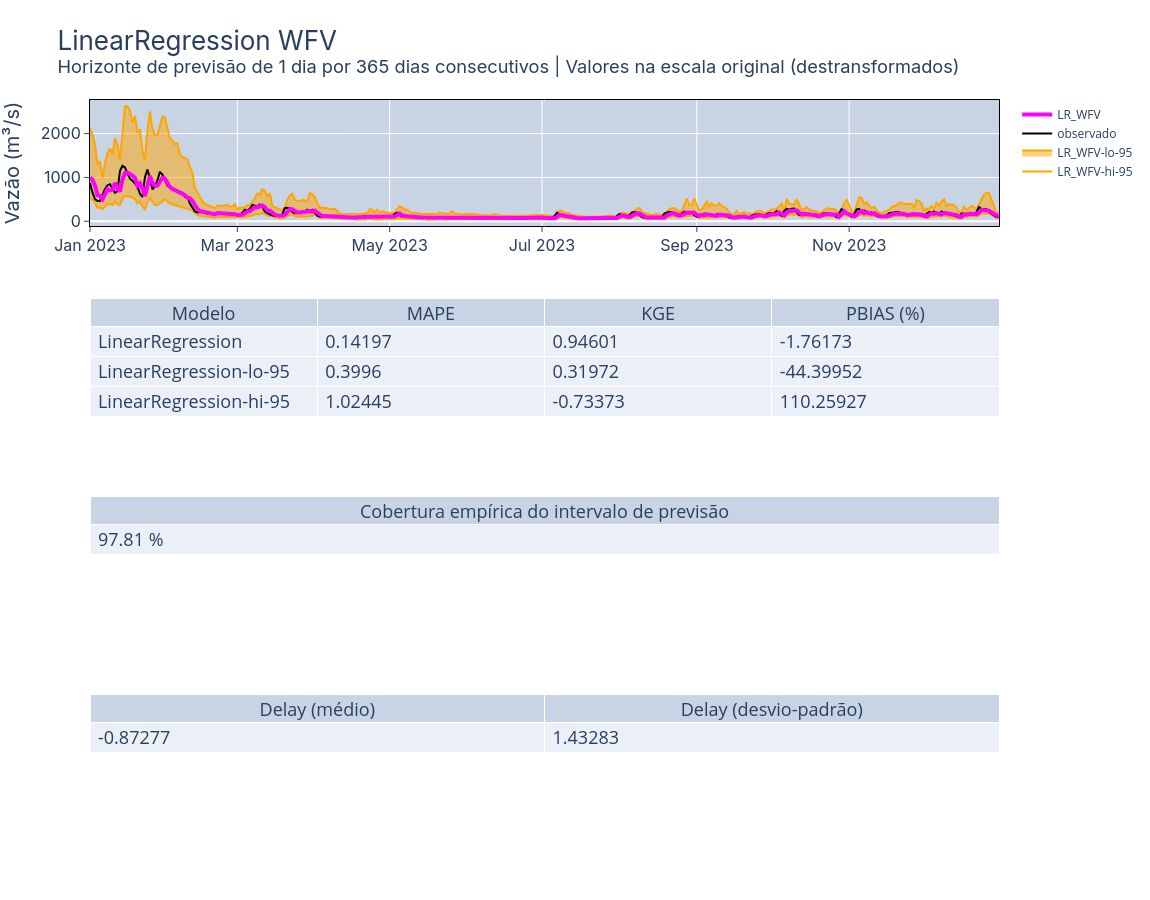 LinearRegression WFV
Horizonte de previsão de 1 dia por 365 dias consecutivos | Valores na escala original (destransformados)
Vazão (m³/s)
2000
1000
0
Jan 2023 Mar 2023 May 2023 Jul 2023 Sep 2023 Nov 2023
LR_WFV
observado
LR_WFV-lo-95
LR_WFV-hi-95
Modelo MAPE KGE PBIAS (%)
LinearRegression 0.14197 0.94601 -1.76173
LinearRegression-lo-95 0.3996 0.31972 -44.39952
LinearRegression-hi-95 1.02445 -0.73373 110.25927
Cobertura empírica do intervalo de previsão
97.81 %
Delay (médio) Delay (desvio-padrão)
-0.87277 1.43283